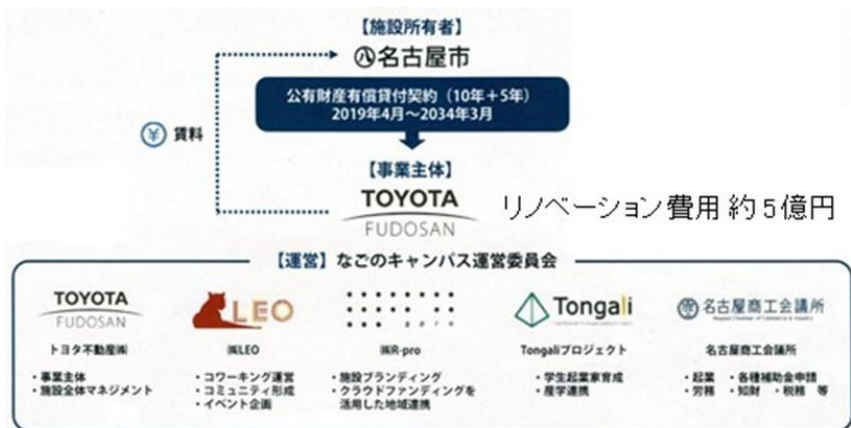 【施設所有者】
㊇名古屋市
公有財産有償貸付契約（10年＋5年）
2019年4月～2034年3月
¥ 賃料
【事業主体】
TOYOTA
FUDOSAN
リノベーション費用 約5億円
【運営】なごのキャンパス運営委員会
TOYOTA
FUDOSAN
トヨタ不動産㈱
・事業主体
・施設全体マネジメント
LEO
㈱LEO
・コワーキング運営
・コミュニティ形成
・イベント企画
㈱R-pro
・施設ブランディング
・クラウドファンディングを
活用した地域連携
Tongali
Tongaliプロジェクト
・学生起業家育成
・産学連携
名古屋商工会議所
Nagoya Chamber of Commerce & Industry
名古屋商工会議所
・起業 ・各種補助金申請
・労務 ・知財 ・税務 等